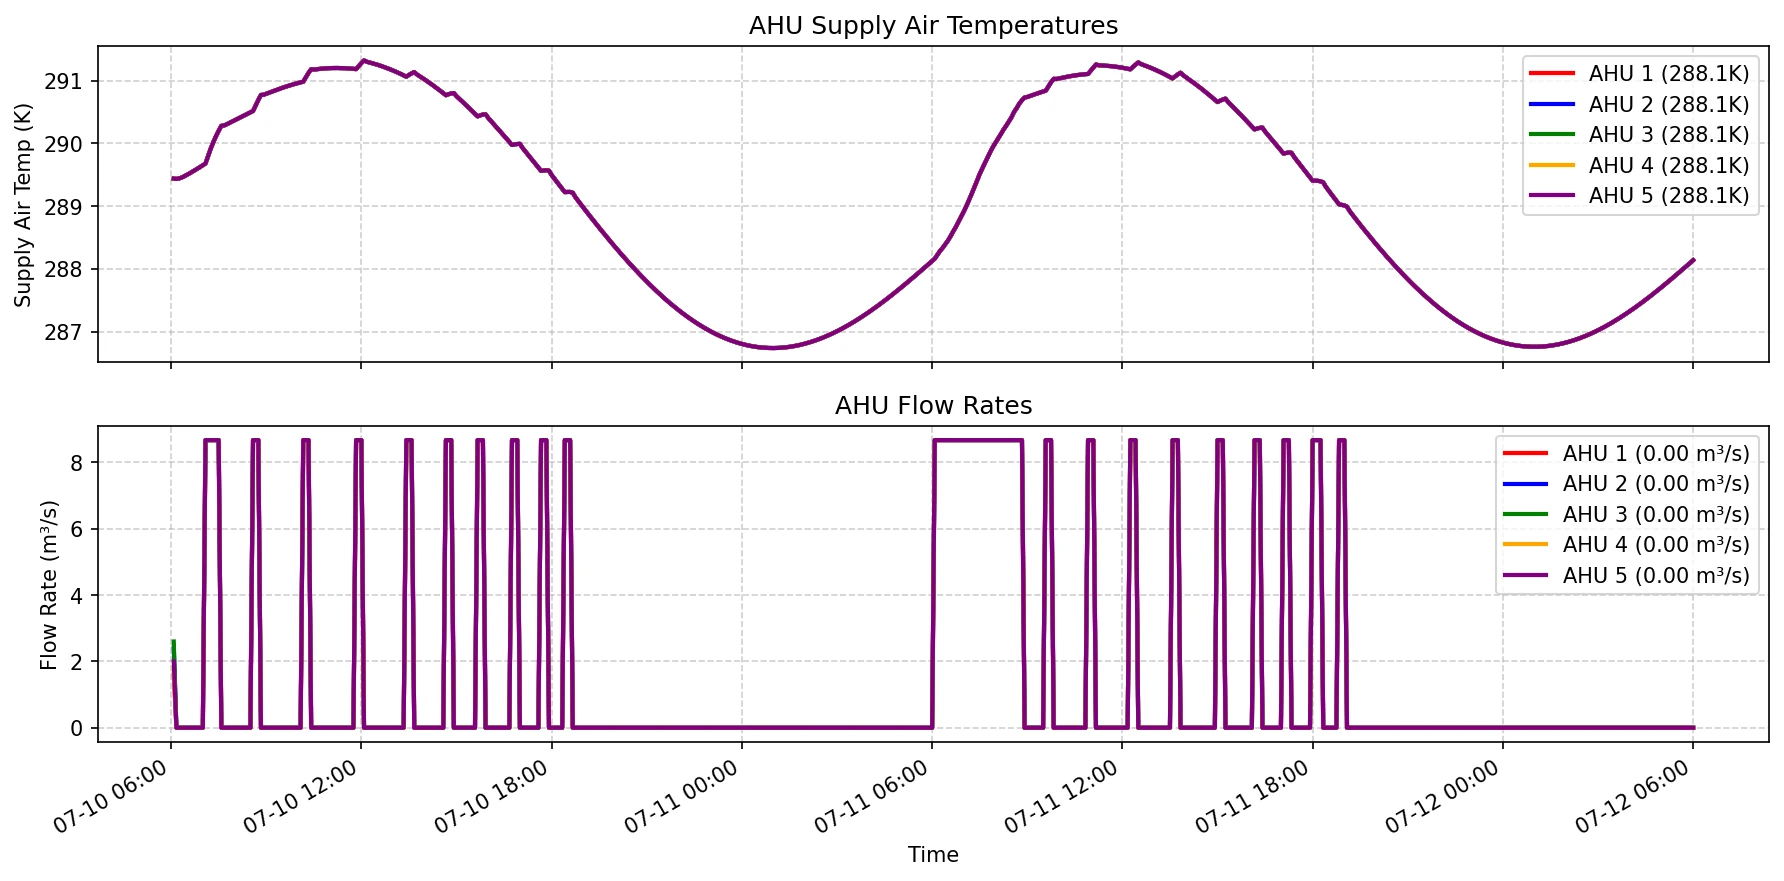 AHU Supply Air Temperatures
Supply Air Temp (K)
291
290
289
288
287
AHU 1 (288.1K)
AHU 2 (288.1K)
AHU 3 (288.1K)
AHU 4 (288.1K)
AHU 5 (288.1K)
AHU Flow Rates
Flow Rate (m³/s)
8
6
4
2
0
AHU 1 (0.00 m³/s)
AHU 2 (0.00 m³/s)
AHU 3 (0.00 m³/s)
AHU 4 (0.00 m³/s)
AHU 5 (0.00 m³/s)
07-10 06:00
07-10 12:00
07-10 18:00
07-11 00:00
07-11 06:00
07-11 12:00
07-11 18:00
07-12 00:00
07-12 06:00
Time